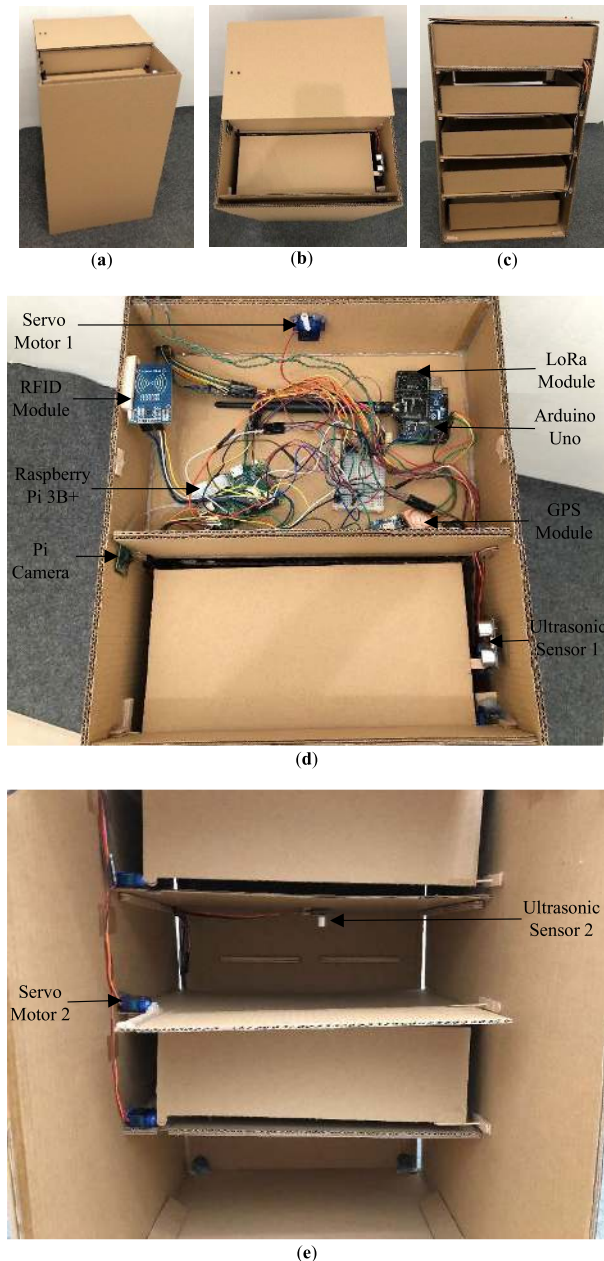 (a)
(b)
(c)
Servo
Motor 1
RFID
Module
LoRa
Module
Arduino
Uno
Raspberry
Pi 3B+
GPS
Module
Pi
Camera
Ultrasonic
Sensor 1
(d)
Ultrasonic
Sensor 2
Servo
Motor 2
(e)